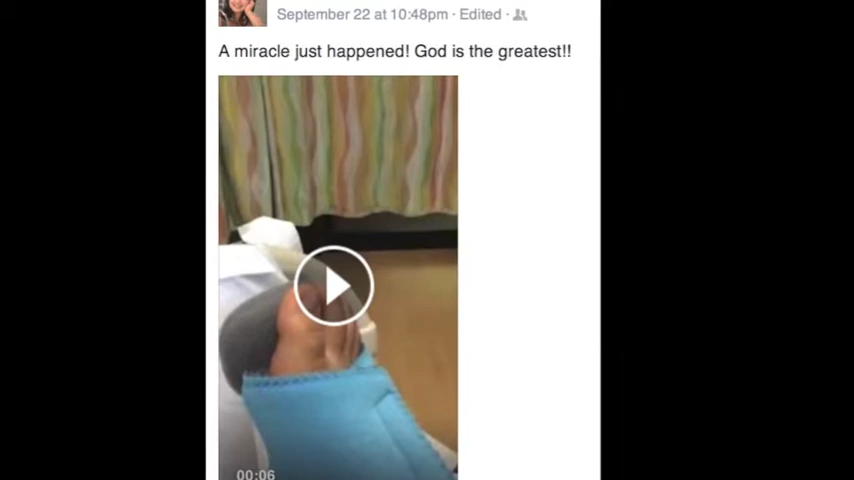 September 22 at 10:48pm · Edited ·
A miracle just happened! God is the greatest!!
00:06